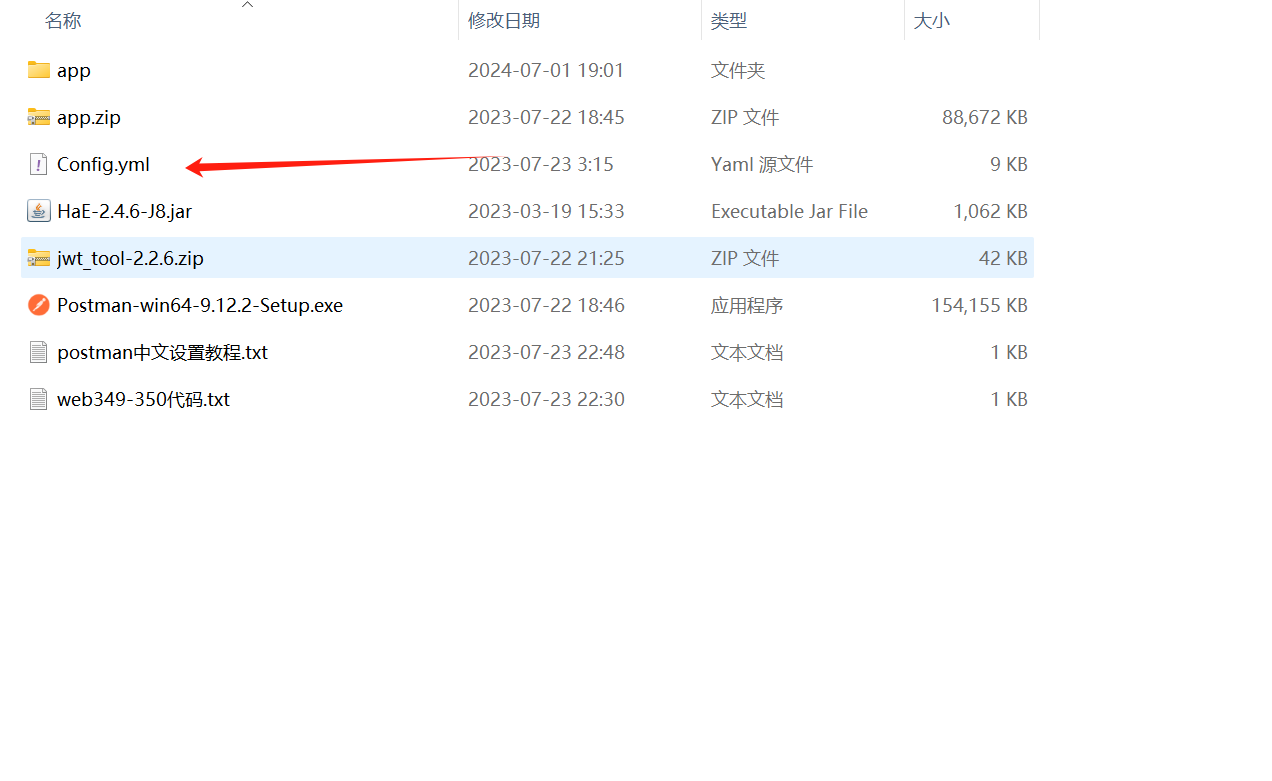 名称 修改日期 类型 大小
app 2024-07-01 19:01 文件夹
app.zip 2023-07-22 18:45 ZIP 文件 88,672 KB
Config.yml 2023-07-23 3:15 Yaml 源文件 9 KB
HaE-2.4.6-J8.jar 2023-03-19 15:33 Executable Jar File 1,062 KB
jwt_tool-2.2.6.zip 2023-07-22 21:25 ZIP 文件 42 KB
Postman-win64-9.12.2-Setup.exe 2023-07-22 18:46 应用程序 154,155 KB
postman中文设置教程.txt 2023-07-23 22:48 文本文档 1 KB
web349-350代码.txt 2023-07-23 22:30 文本文档 1 KB